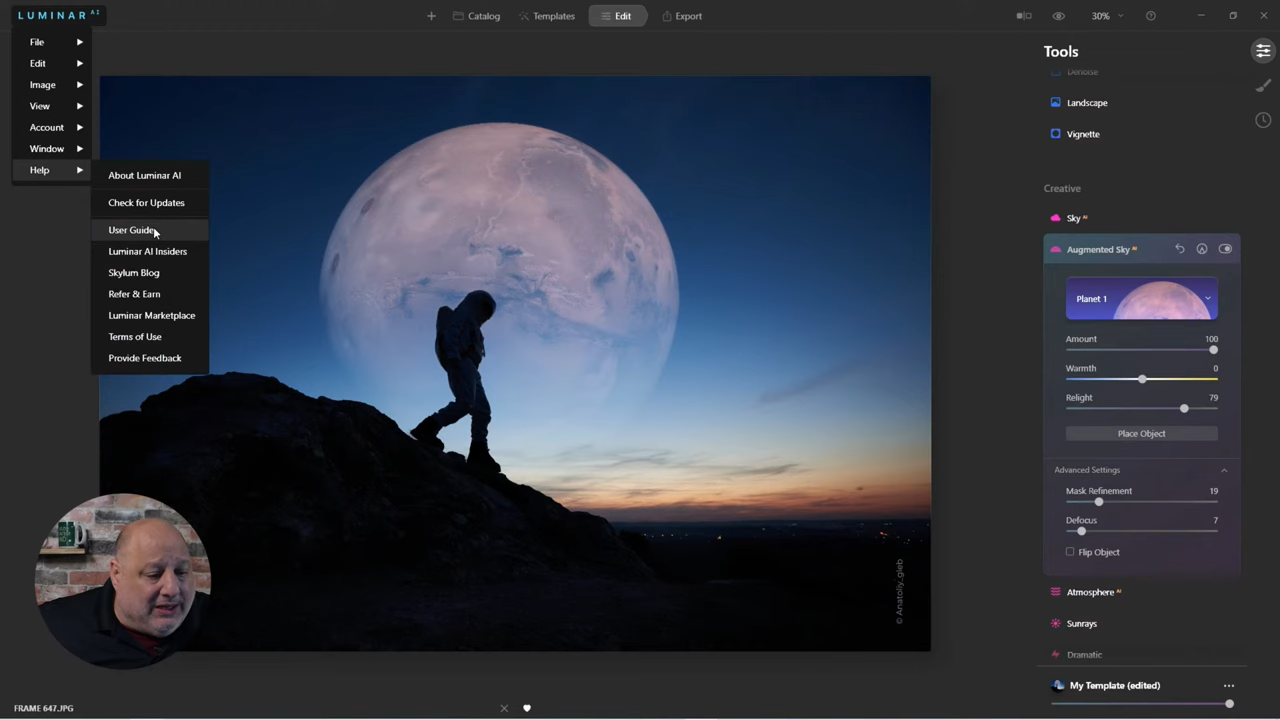 LUMINAR AI
Catalog
Templates
Edit
Export
30%
File
Edit
Image
View
Account
Window
Help
About Luminar AI
Check for Updates
User Guide
Luminar AI Insiders
Skylum Blog
Refer & Earn
Luminar Marketplace
Terms of Use
Provide Feedback
© Anatoliy_gleb
Tools
Denoise
Landscape
Vignette
Creative
Sky AI
Augmented Sky AI
Planet 1
Amount 100
Warmth 0
Relight 79
Place Object
Advanced Settings
Mask Refinement 19
Defocus 7
Flip Object
Atmosphere AI
Sunrays
Dramatic
My Template (edited)
FRAME 647.JPG